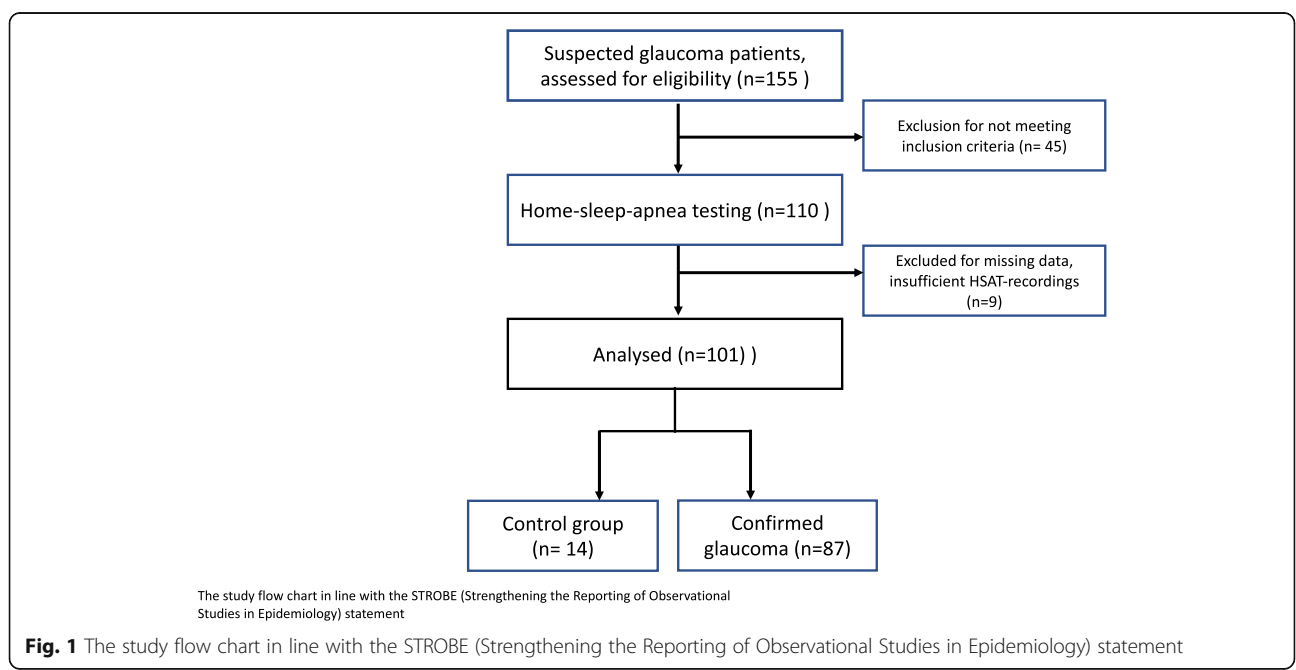 Suspected glaucoma patients,
assessed for eligibility (n=155 )
Exclusion for not meeting
inclusion criteria (n= 45)
Home-sleep-apnea testing (n=110 )
Excluded for missing data,
insufficient HSAT-recordings
(n=9)
Analysed (n=101) )
Control group
(n= 14)
Confirmed
glaucoma (n=87)
The study flow chart in line with the STROBE (Strengthening the Reporting of Observational
Studies in Epidemiology) statement
Fig. 1 The study flow chart in line with the STROBE (Strengthening the Reporting of Observational Studies in Epidemiology) statement